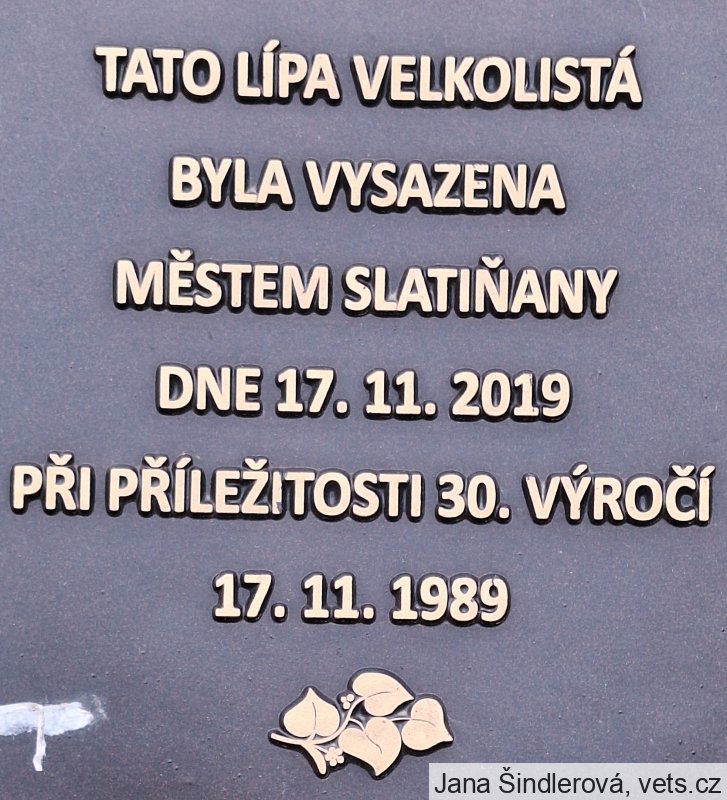 TATO LÍPA VELKOLISTÁ
BYLA VYSAZENA
MĚSTEM SLATIŇANY
DNE 17. 11. 2019
PŘI PŘÍLEŽITOSTI 30. VÝROČÍ
17. 11. 1989
Jana Šindlerová, vets.cz